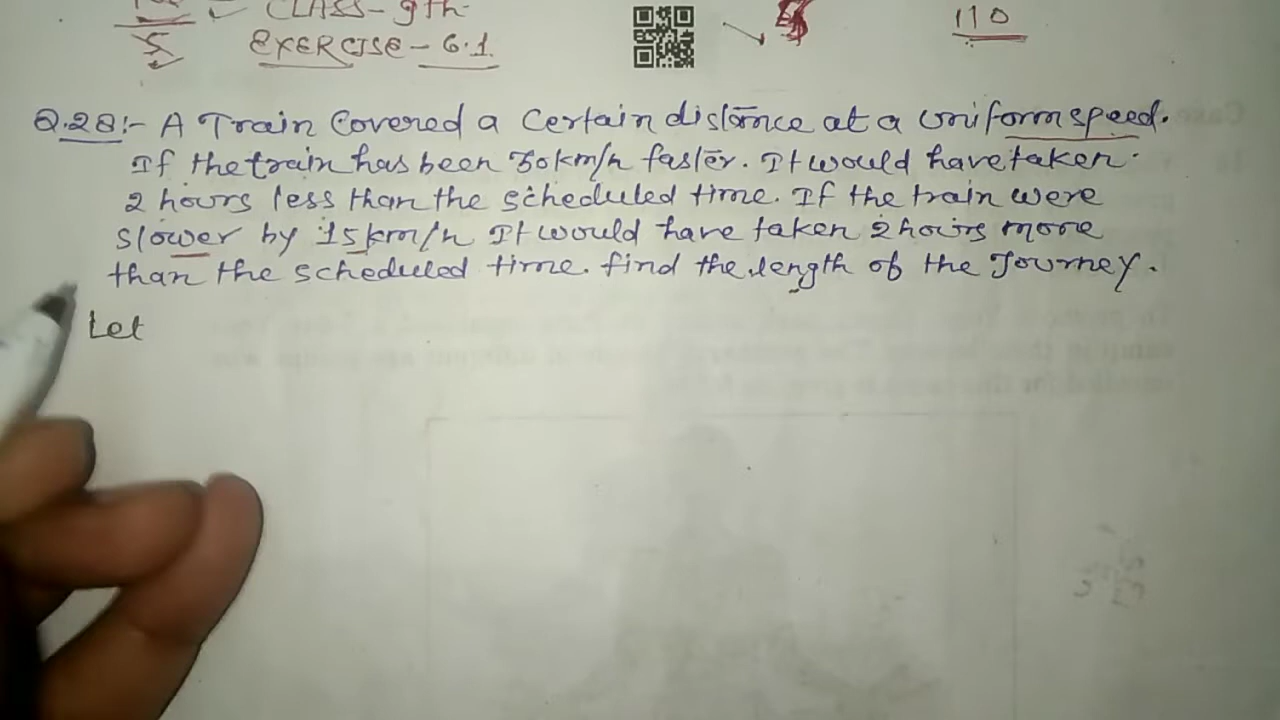 CLASS-9th
EXERCISE-6.1
110
Q.28:- A Train Covered a Certain distance at a uniform speed.
If the train has been 30km/h faster. It would have taken
2 hours less than the scheduled time. If the train were
slower by 15km/h It would have taken 2 hours more
than the scheduled time. find the length of the Journey.
Let